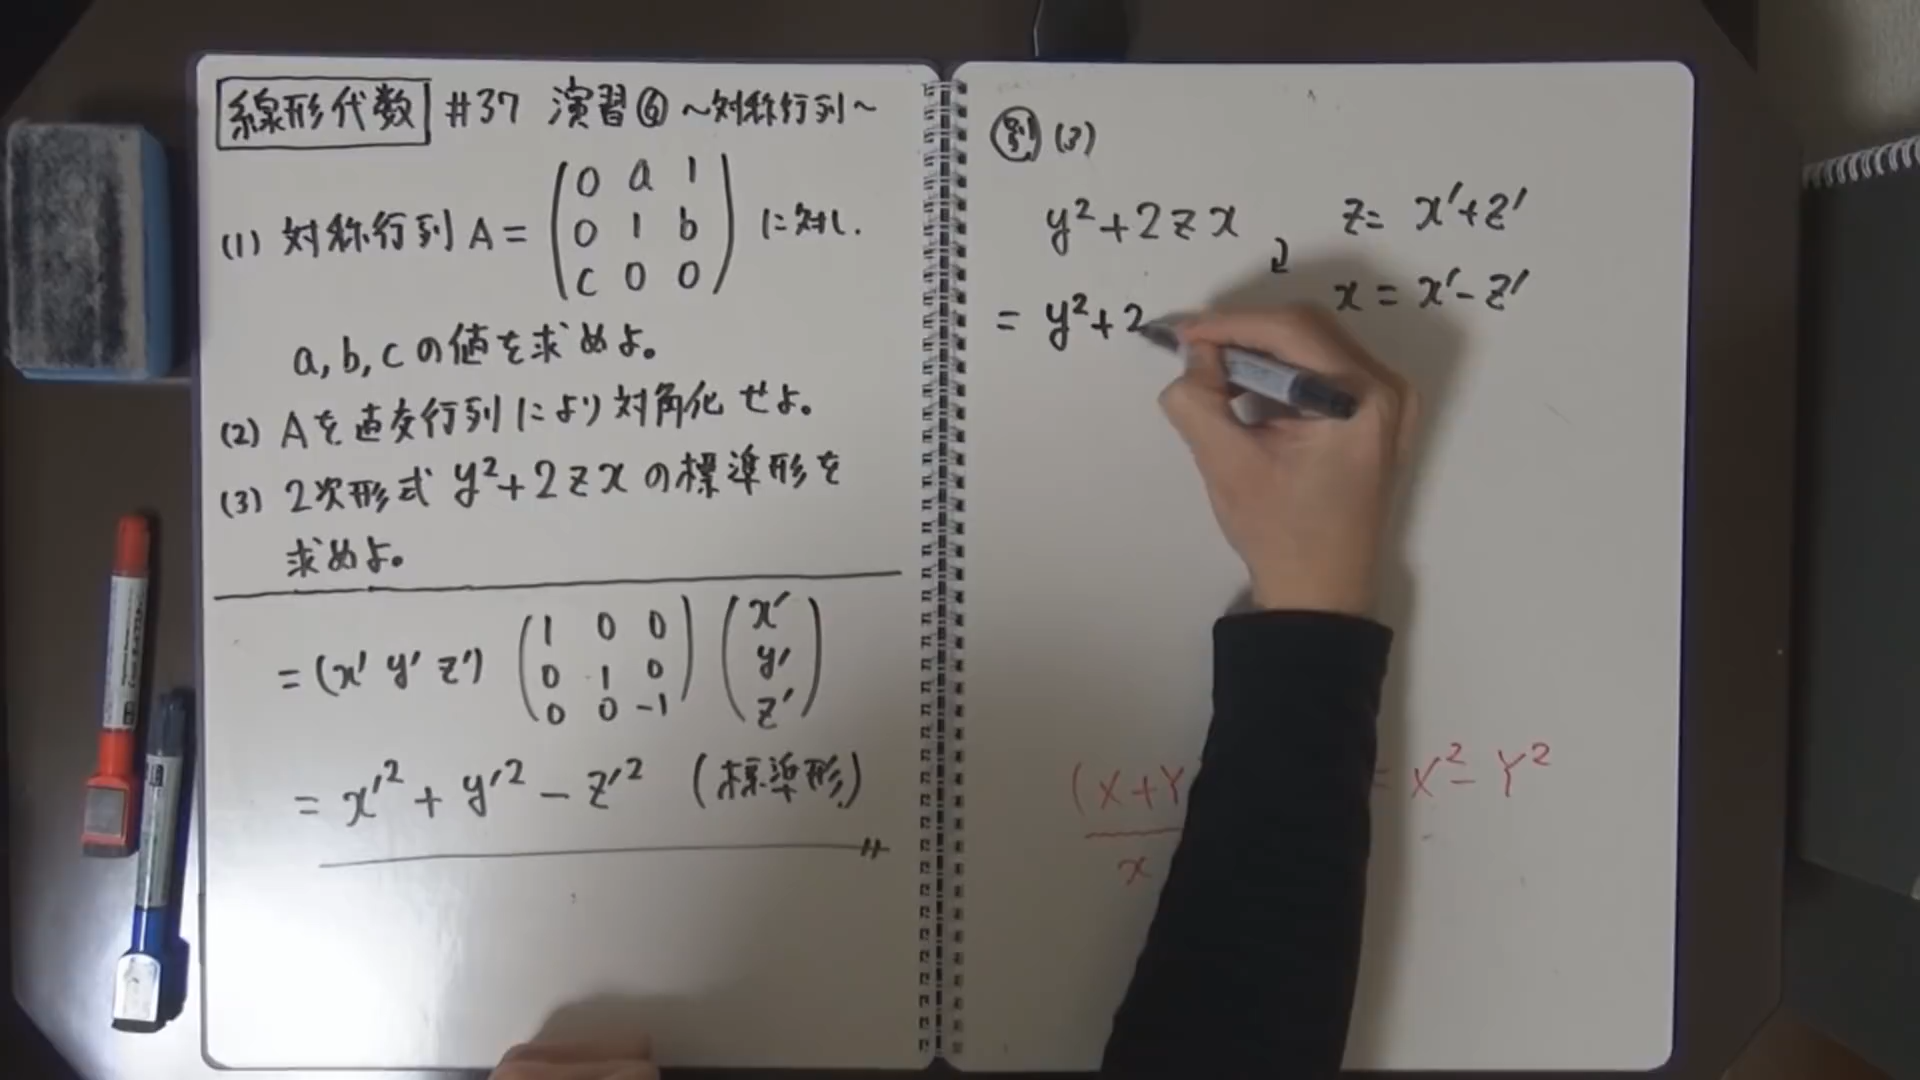 線形代数 #37 演習⑥ ~対称行列~
(1) 対称行列 A = (0 a 1
0 1 b
c 0 0) に対し.
a, b, c の値を求めよ。
(2) Aを直交行列により対角化せよ。
(3) 2次形式 y²+2zx の標準形を
求めよ。
= (x' y' z') (1 0 0
0 1 0
0 0 -1) (x'
y'
z')
= x'² + y'² - z'² (標準形)
別 (3)
y²+2zx
z = x'+z'
x = x'-z'
= y²+2
(X+Y = X²-Y²
x